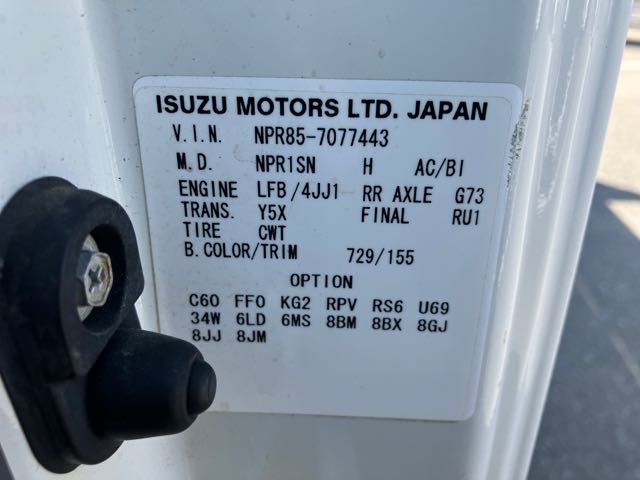 ISUZU MOTORS LTD. JAPAN
V.I.N. NPR85-7077443
M.D. NPR1SN H AC/BI
ENGINE LFB/4JJ1 RR AXLE G73
TRANS. Y5X FINAL RU1
TIRE CWT
B.COLOR/TRIM 729/155
OPTION
C60 FF0 KG2 RPV RS6 U69
34W 6LD 6MS 8BM 8BX 8GJ
8JJ 8JM